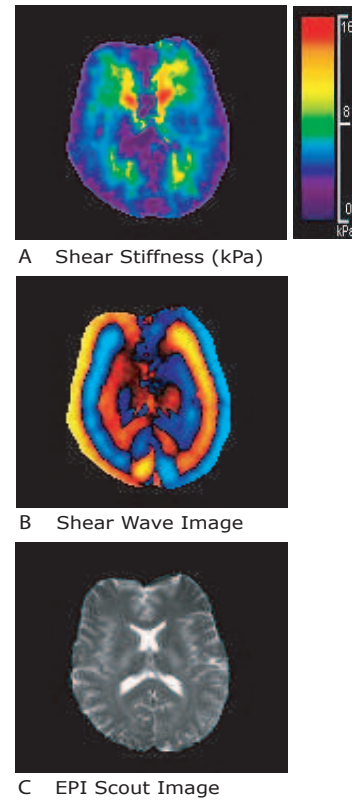 16
8
0
kPa
A Shear Stiffness (kPa)
B Shear Wave Image
C EPI Scout Image